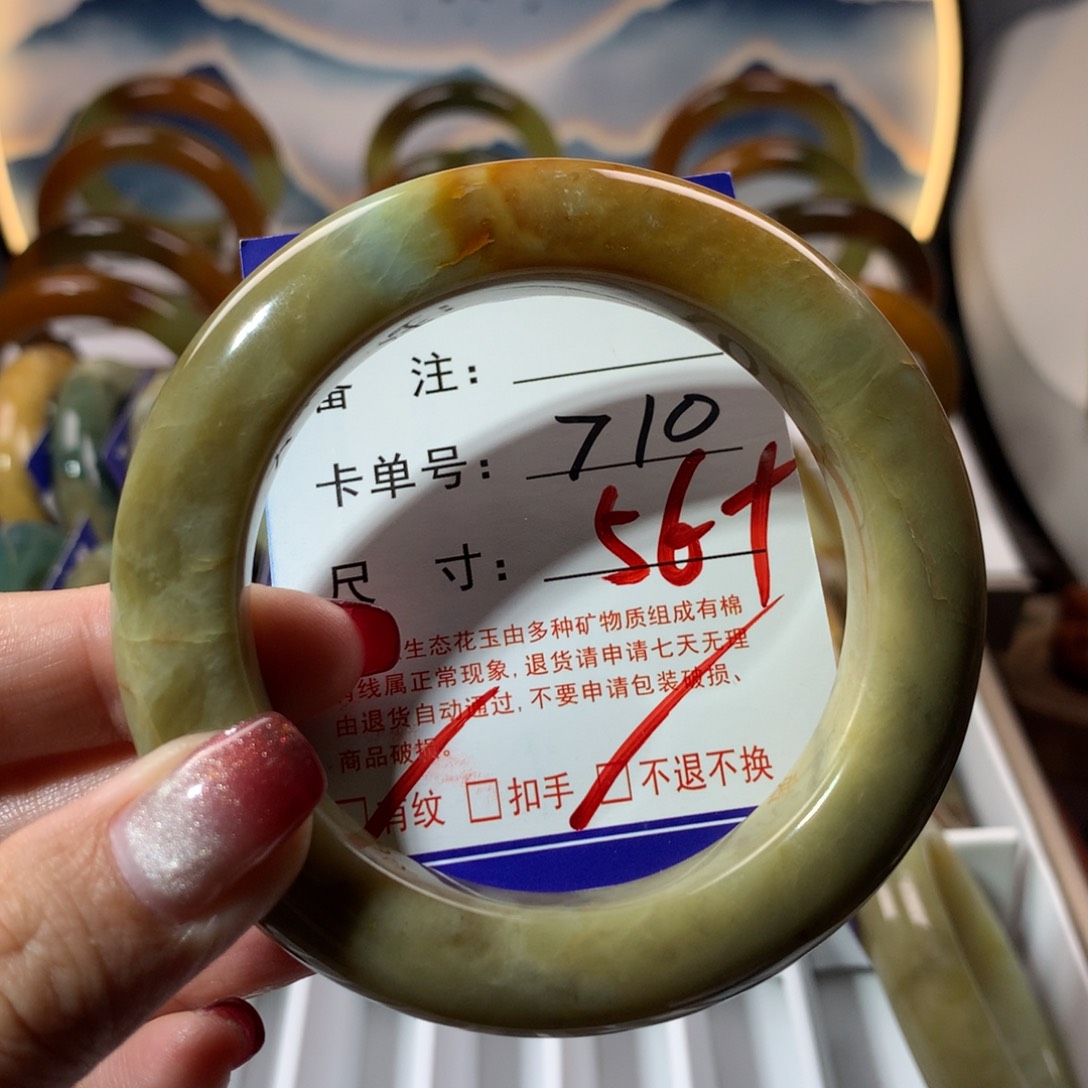 备 注：
卡单号：710
尺 寸：56+
生态花玉由多种矿物质组成有棉
线属正常现象，退货请申请七天无理
由退货自动通过，不要申请包装破损、
商品破损。
□有纹 □扣手 □不退不换